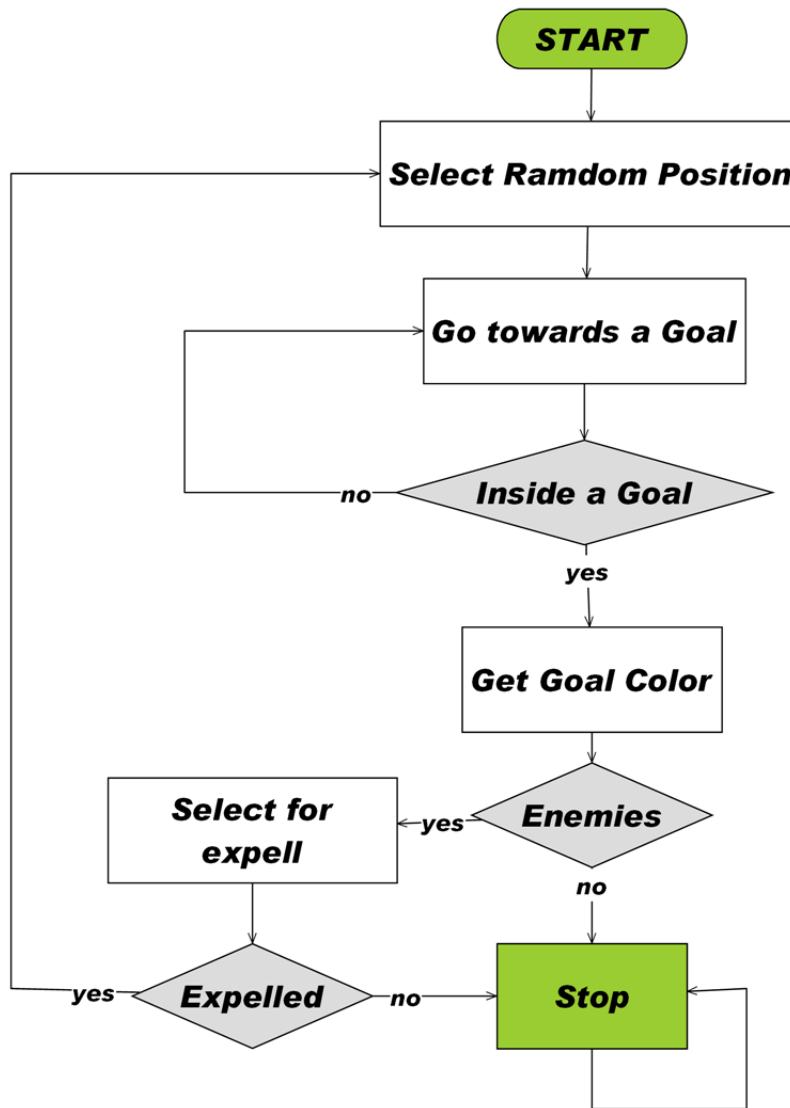 START
Select Ramdom Position
Go towards a Goal
Inside a Goal
no
yes
Get Goal Color
Select for
expell
yes
Enemies
no
yes
Expelled
no
Stop